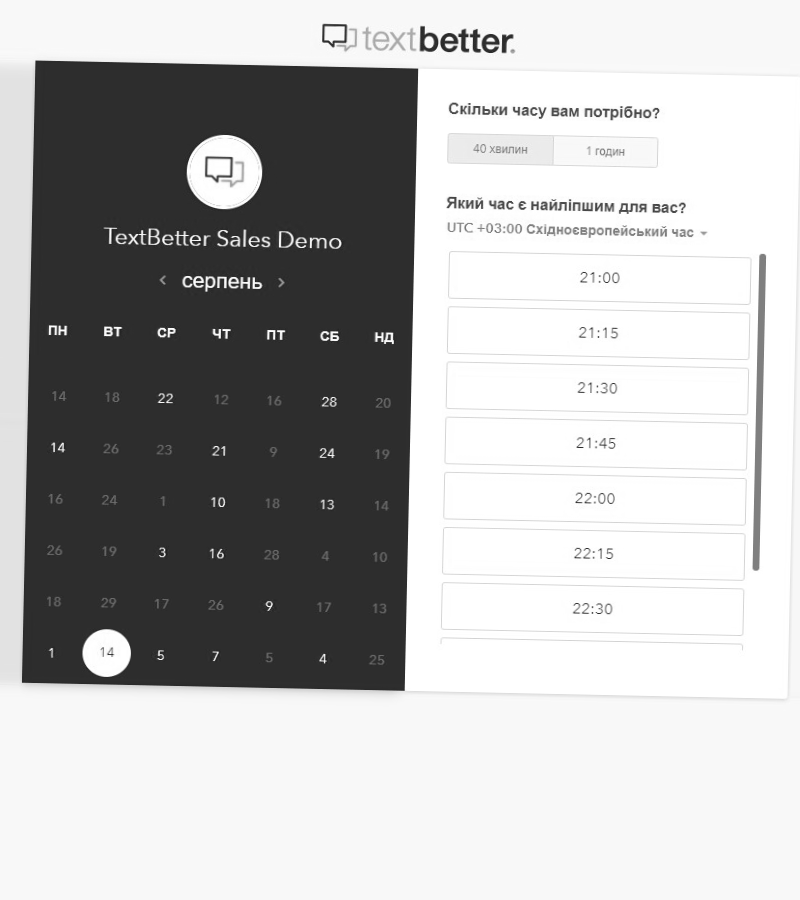 textbetter.
TextBetter Sales Demo
серпень
ПН ВТ СР ЧТ ПТ СБ НД
14 18 22 12 16 28 20
14 26 23 21 9 24 19
16 24 1 10 18 13 14
26 19 3 16 28 4 10
18 29 17 26 9 17 13
1 14 5 7 5 4 25
Скільки часу вам потрібно?
40 хвилин 1 годин
Який час є найліпшим для вас?
UTC +03:00 Східноєвропейський час
21:00
21:15
21:30
21:45
22:00
22:15
22:30